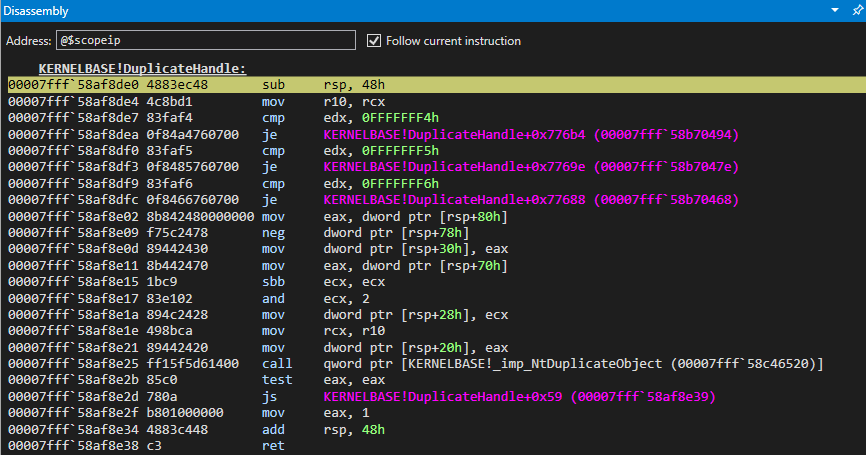 Disassembly
Address: @$scopeip Follow current instruction
KERNELBASE!DuplicateHandle:
00007fff`58af8de0 4883ec48 sub rsp, 48h
00007fff`58af8de4 4c8bd1 mov r10, rcx
00007fff`58af8de7 83faf4 cmp edx, 0FFFFFFF4h
00007fff`58af8dea 0f84a4760700 je KERNELBASE!DuplicateHandle+0x776b4 (00007fff`58b70494)
00007fff`58af8df0 83faf5 cmp edx, 0FFFFFFF5h
00007fff`58af8df3 0f8485760700 je KERNELBASE!DuplicateHandle+0x7769e (00007fff`58b7047e)
00007fff`58af8df9 83faf6 cmp edx, 0FFFFFFF6h
00007fff`58af8dfc 0f8466760700 je KERNELBASE!DuplicateHandle+0x77688 (00007fff`58b70468)
00007fff`58af8e02 8b842480000000 mov eax, dword ptr [rsp+80h]
00007fff`58af8e09 f75c2478 neg dword ptr [rsp+78h]
00007fff`58af8e0d 89442430 mov dword ptr [rsp+30h], eax
00007fff`58af8e11 8b442470 mov eax, dword ptr [rsp+70h]
00007fff`58af8e15 1bc9 sbb ecx, ecx
00007fff`58af8e17 83e102 and ecx, 2
00007fff`58af8e1a 894c2428 mov dword ptr [rsp+28h], ecx
00007fff`58af8e1e 498bca mov rcx, r10
00007fff`58af8e21 89442420 mov dword ptr [rsp+20h], eax
00007fff`58af8e25 ff15f5d61400 call qword ptr [KERNELBASE!_imp_NtDuplicateObject (00007fff`58c46520)]
00007fff`58af8e2b 85c0 test eax, eax
00007fff`58af8e2d 780a js KERNELBASE!DuplicateHandle+0x59 (00007fff`58af8e39)
00007fff`58af8e2f b801000000 mov eax, 1
00007fff`58af8e34 4883c448 add rsp, 48h
00007fff`58af8e38 c3 ret